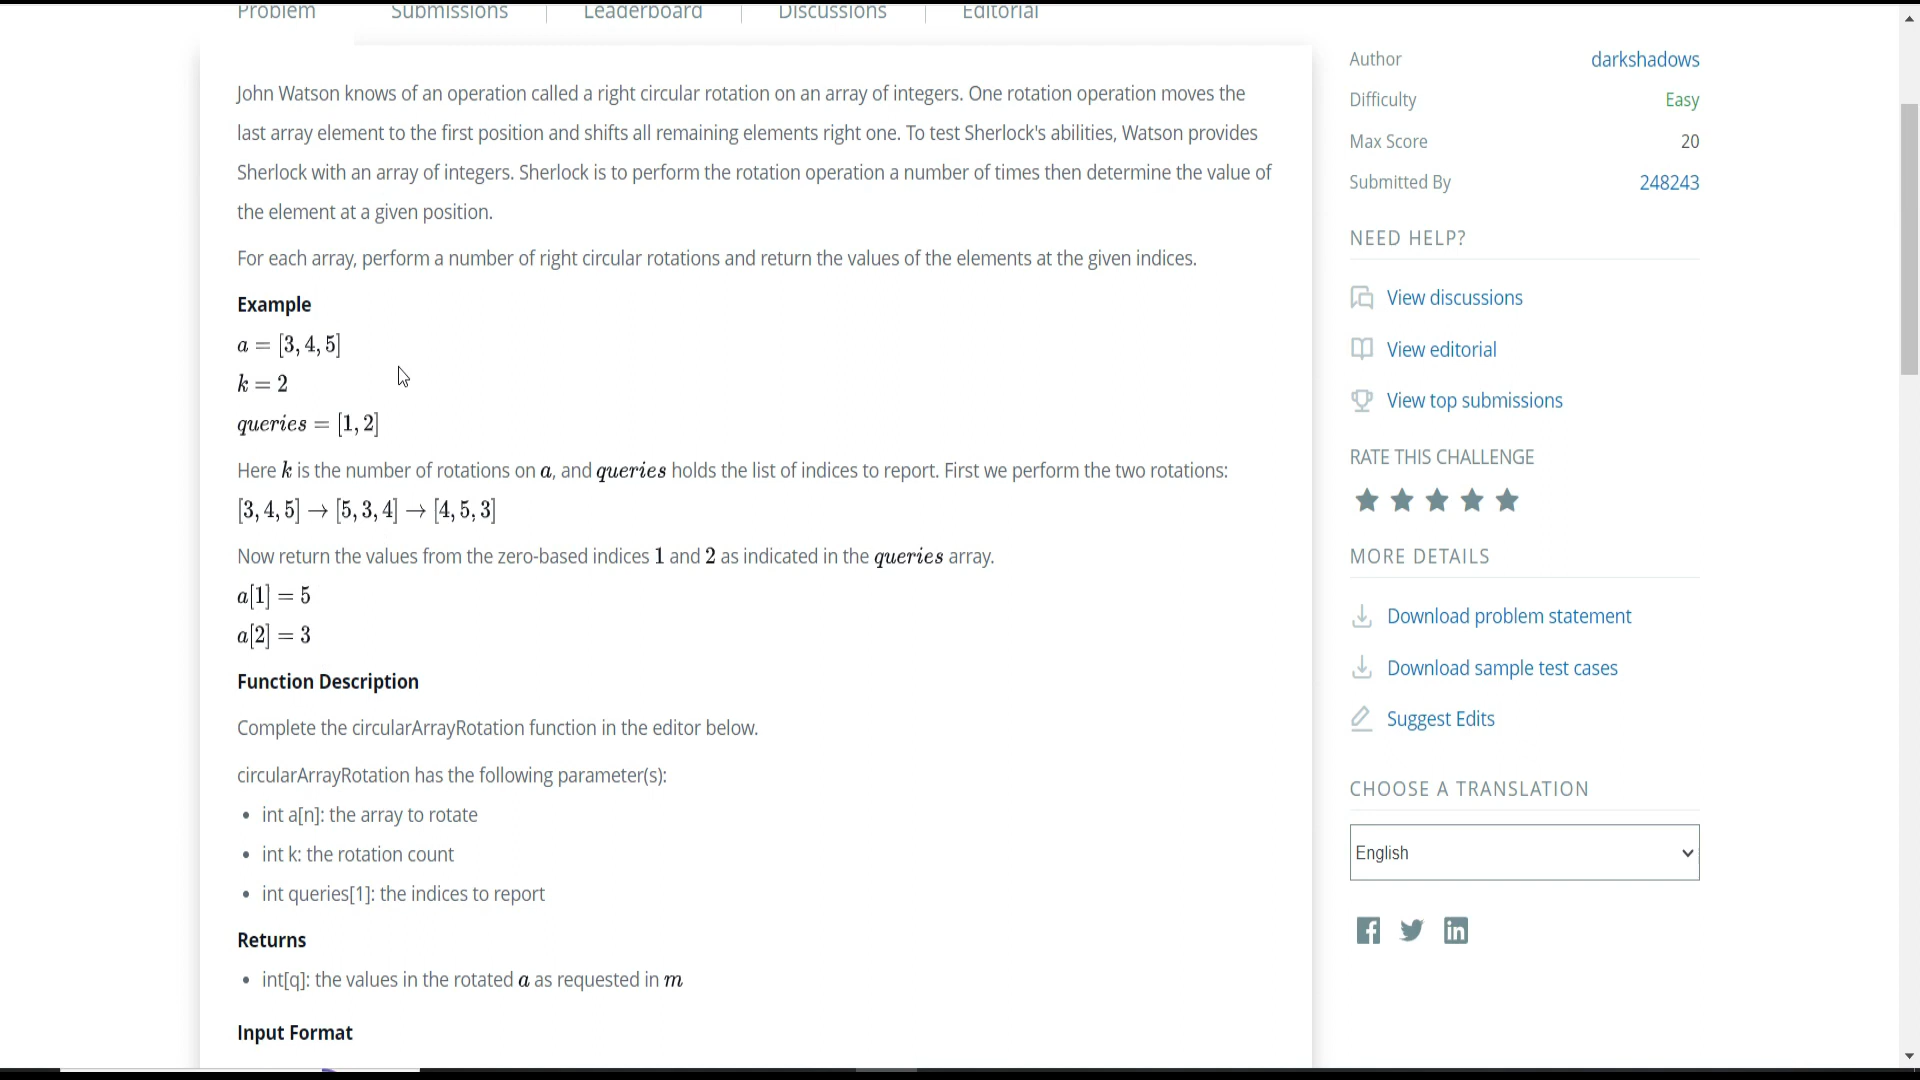 Problem
Submissions
Leaderboard
Discussions
Editorial
John Watson knows of an operation called a right circular rotation on an array of integers. One rotation operation moves the
last array element to the first position and shifts all remaining elements right one. To test Sherlock's abilities, Watson provides
Sherlock with an array of integers. Sherlock is to perform the rotation operation a number of times then determine the value of
the element at a given position.
For each array, perform a number of right circular rotations and return the values of the elements at the given indices.
Example
a = [3, 4, 5]
k = 2
queries = [1, 2]
Here k is the number of rotations on a, and queries holds the list of indices to report. First we perform the two rotations:
[3, 4, 5] → [5, 3, 4] → [4, 5, 3]
Now return the values from the zero-based indices 1 and 2 as indicated in the queries array.
a[1] = 5
a[2] = 3
Function Description
Complete the circularArrayRotation function in the editor below.
circularArrayRotation has the following parameter(s):
• int a[n]: the array to rotate
• int k: the rotation count
• int queries[1]: the indices to report
Returns
• int[q]: the values in the rotated a as requested in m
Input Format
Author darkshadows
Difficulty Easy
Max Score 20
Submitted By 248243
NEED HELP?
View discussions
View editorial
View top submissions
RATE THIS CHALLENGE
MORE DETAILS
Download problem statement
Download sample test cases
Suggest Edits
CHOOSE A TRANSLATION
English